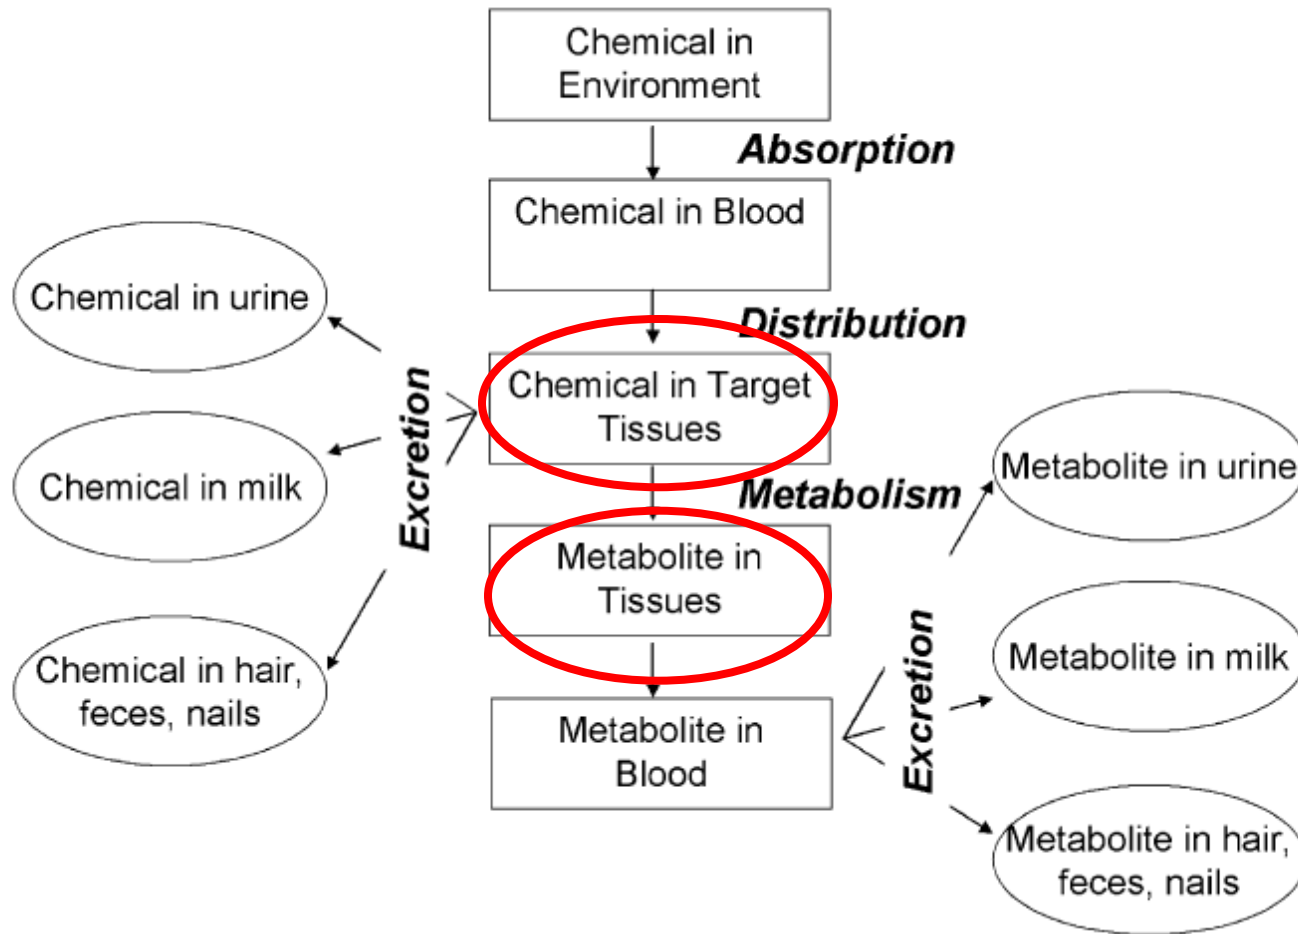 Chemical in
Environment
Absorption
Chemical in Blood
Distribution
Chemical in urine
Chemical in Target
Tissues
Excretion
Chemical in milk
Metabolism
Metabolite in urine
Metabolite in
Tissues
Chemical in hair,
feces, nails
Excretion
Metabolite in milk
Metabolite in
Blood
Metabolite in hair,
feces, nails